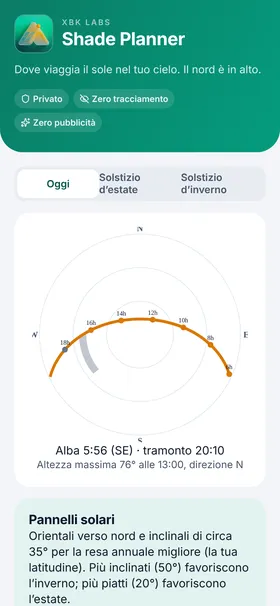 XBK LABS
Shade Planner
Dove viaggia il sole nel tuo cielo. Il nord è in alto.
Privato
Zero tracciamento
Zero pubblicità
Oggi
Solstizio d'estate
Solstizio d'inverno
N
14h
12h
16h
10h
18h
8h
6h
E
S
Alba 5:56 (SE) · tramonto 20:10
Altezza massima 76° alle 13:00, direzione N
Pannelli solari
Orientali verso nord e inclinali di circa
35° per la resa annuale migliore (la tua
latitudine). Più inclinati (50°) favoriscono
l'inverno; più piatti (20°) favoriscono
l'estate.